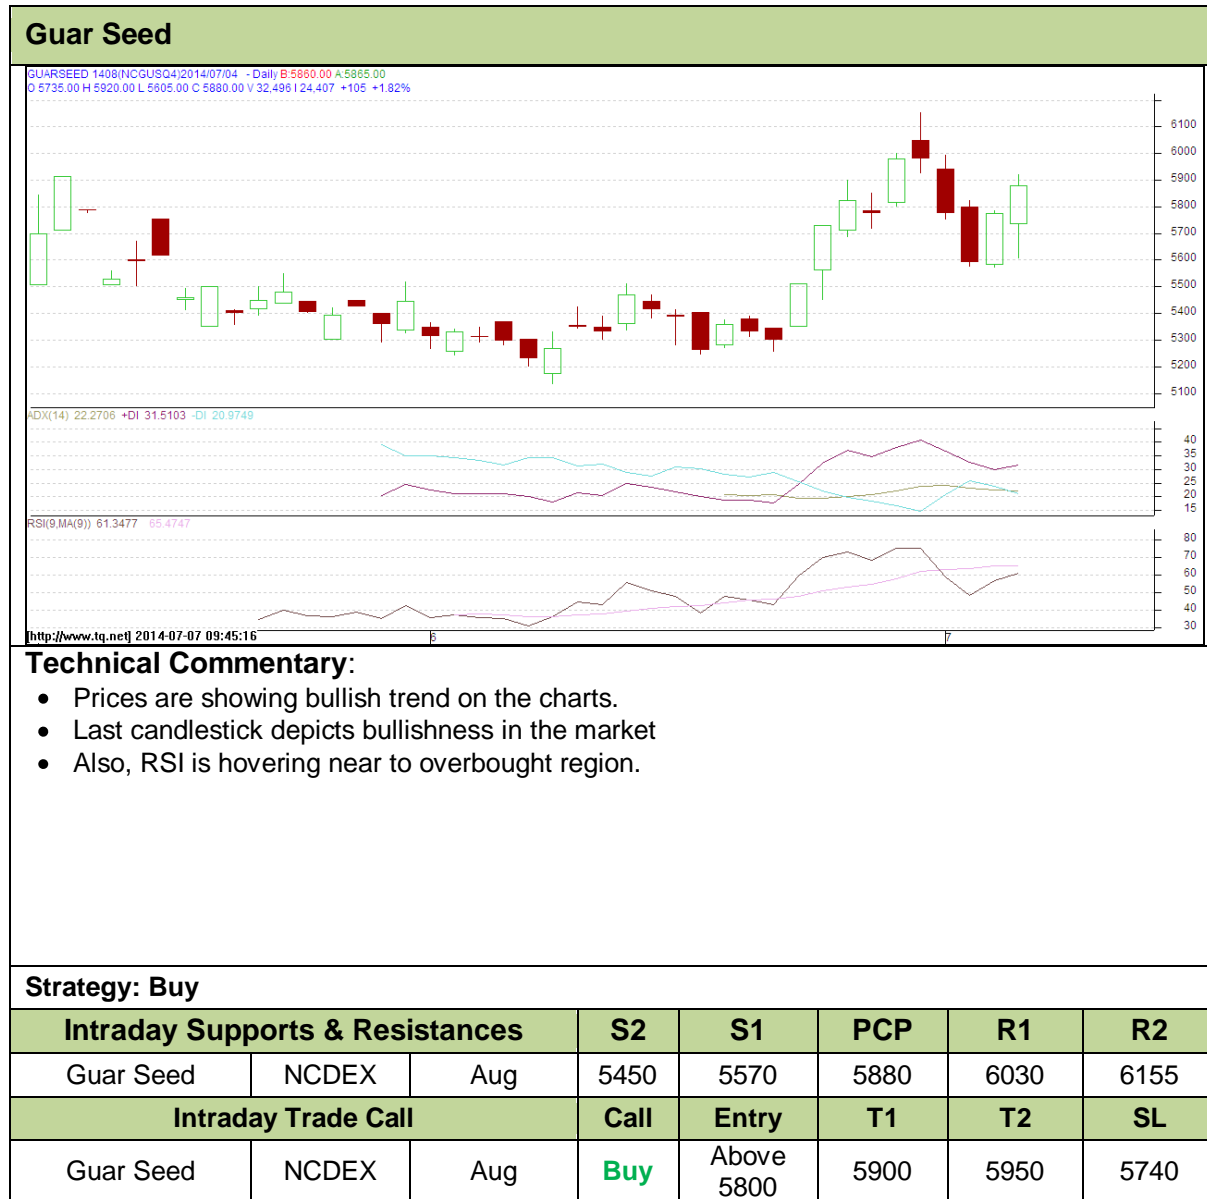 Guar Seed
GUARSEED 1408(NCGUSQ4)2014/07/04 - Daily B:5860.00 A:5865.00
O 5735.00 H 5920.00 L 5605.00 C 5880.00 V 32,496 I 24,407 +105 +1.82%
6100
6000
5900
5800
5700
5600
5500
5400
5300
5200
5100
ADX(14) 22.2706 +DI 31.5103 -DI 20.9749
40
35
30
25
20
15
RSI(9,MA(9)) 61.3477 65.4747
80
70
60
50
40
30
[http://www.tq.net] 2014-07-07 09:45:16 6 7
Technical Commentary:
• Prices are showing bullish trend on the charts.
• Last candlestick depicts bullishness in the market
• Also, RSI is hovering near to overbought region.
Strategy: Buy
Intraday Supports & Resistances S2 S1 PCP R1 R2
Guar Seed NCDEX Aug 5450 5570 5880 6030 6155
Intraday Trade Call Call Entry T1 T2 SL
Guar Seed NCDEX Aug Buy Above 5800 5900 5950 5740